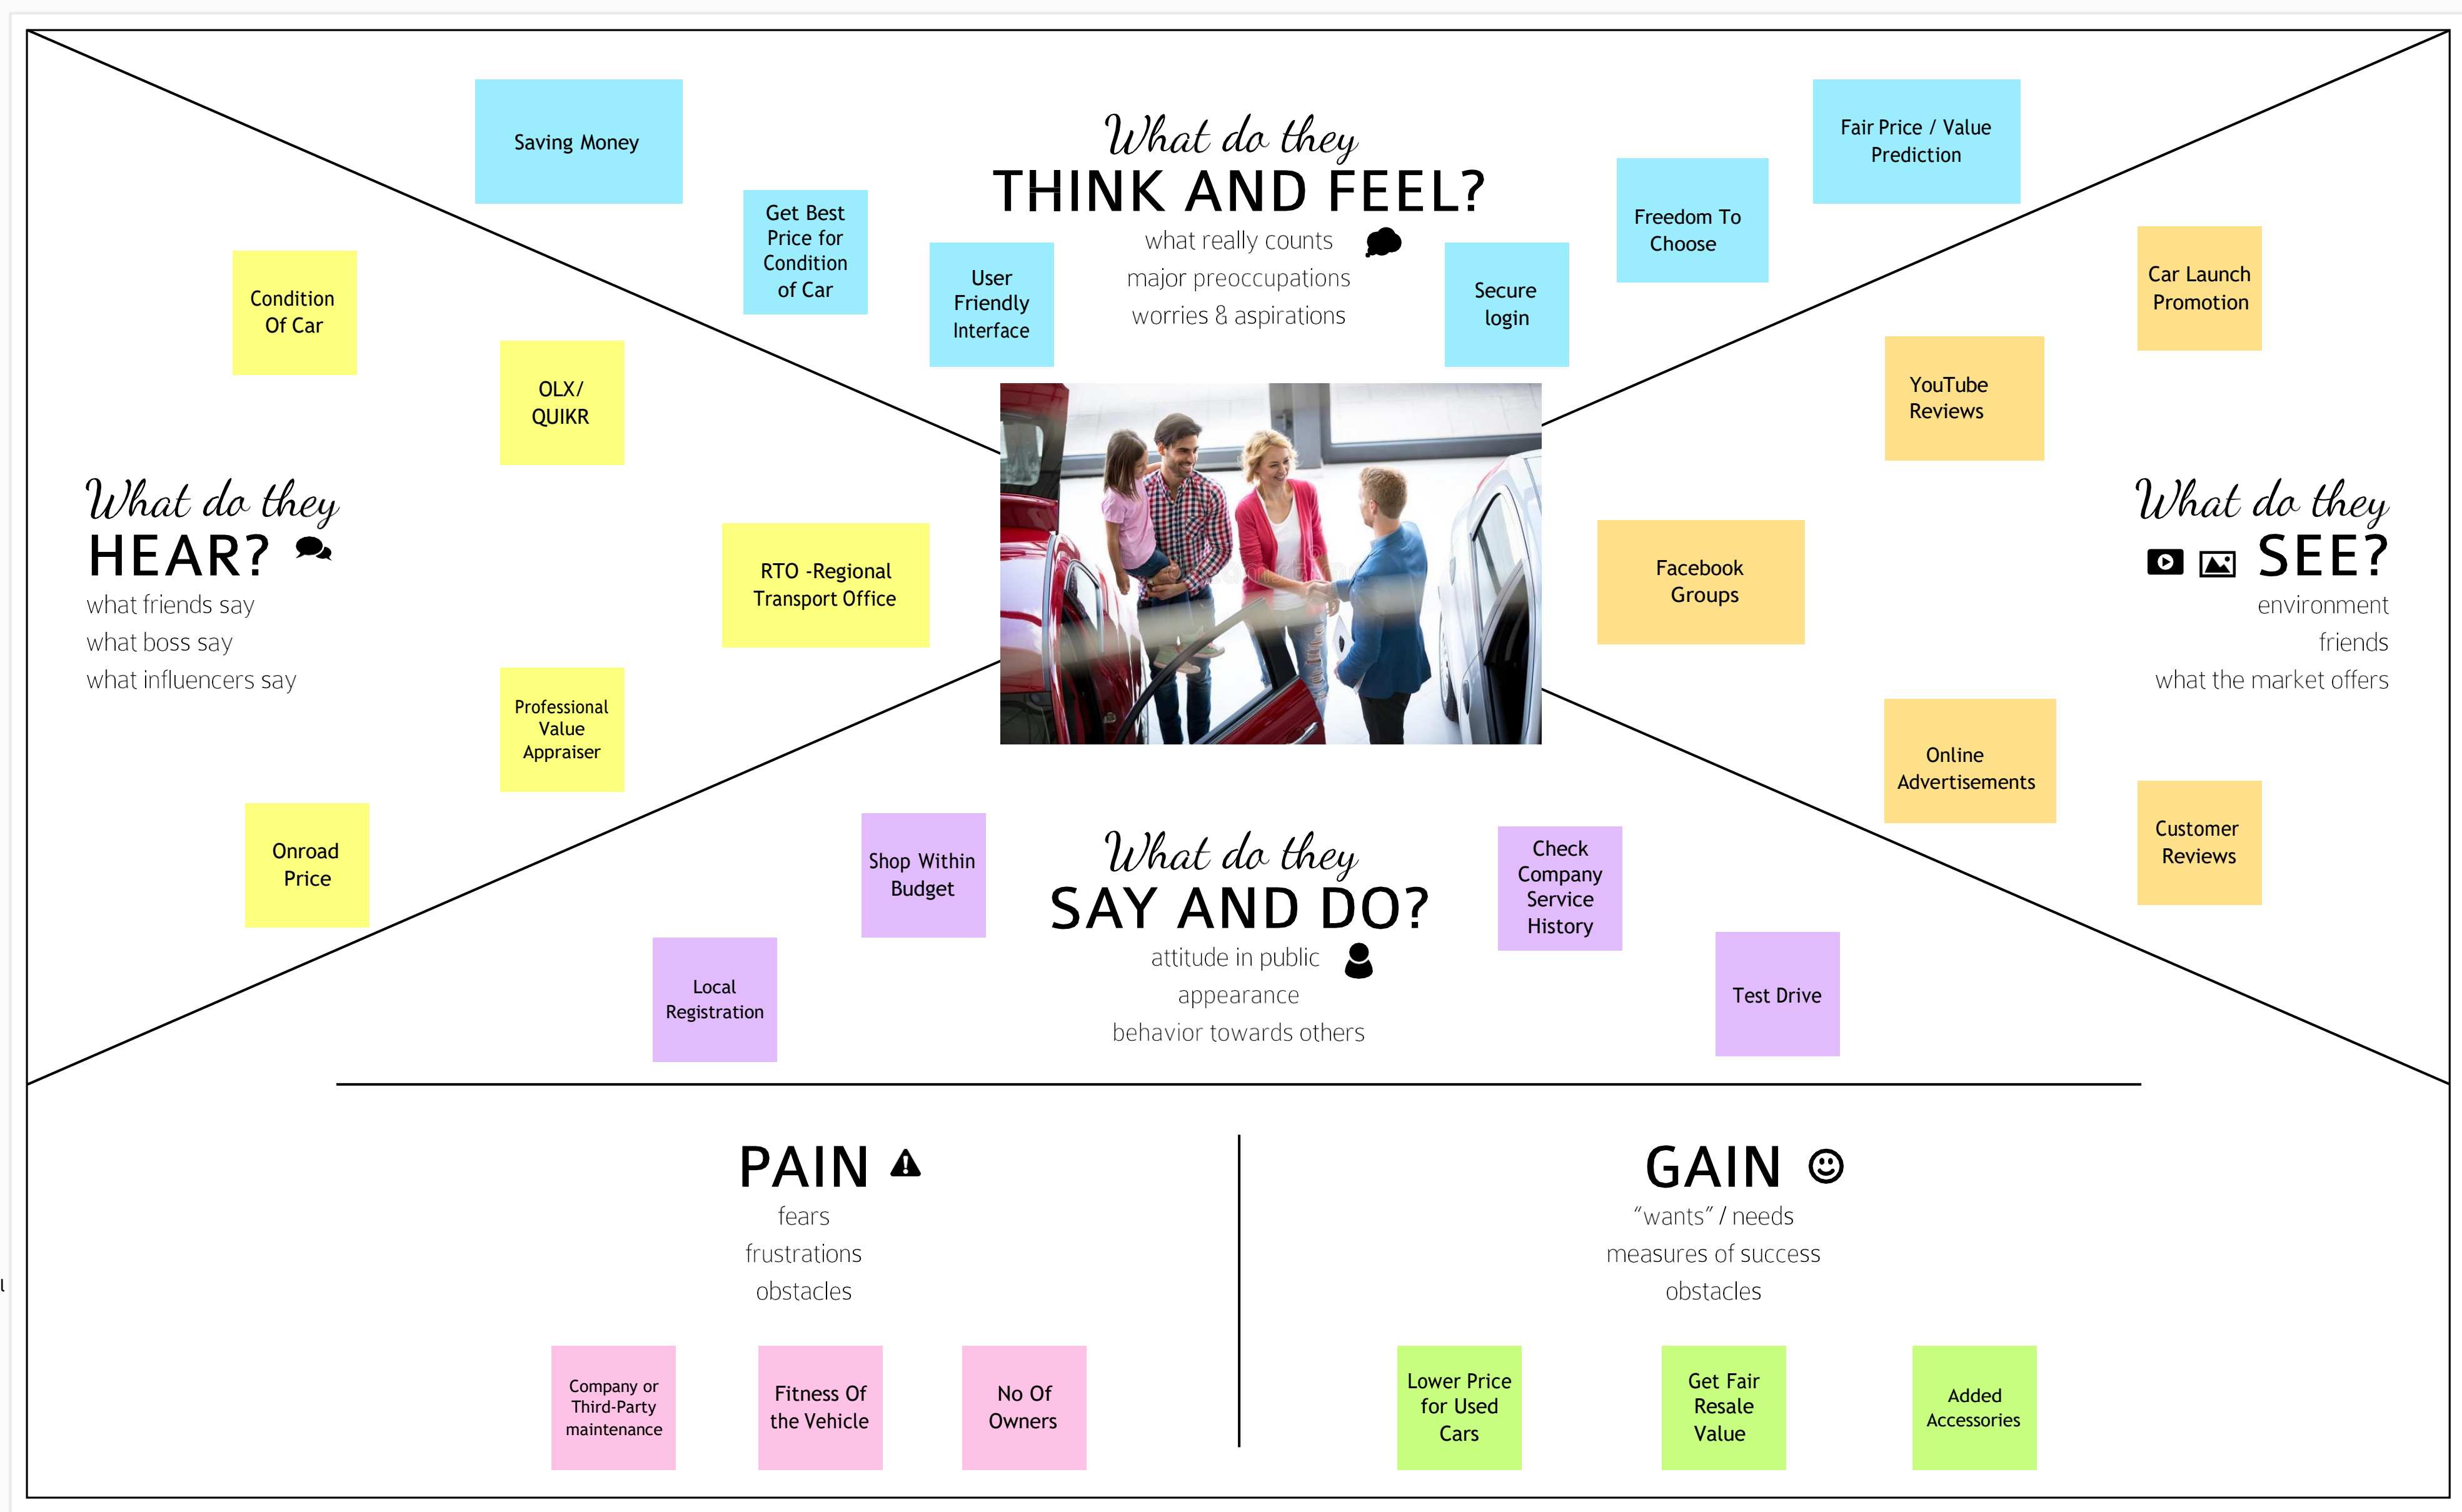 Saving Money
Get Best
Price for
Condition
of Car
User
Friendly
Interface
What do they
THINK AND FEEL?
what really counts
major preoccupations
worries & aspirations
Secure
login
Freedom To
Choose
Fair Price / Value
Prediction
Condition
Of Car
OLX/
QUIKR
What do they
HEAR?
what friends say
what boss say
what influencers say
RTO -Regional
Transport Office
Professional
Value
Appraiser
Onroad
Price
Car Launch
Promotion
YouTube
Reviews
Facebook
Groups
What do they
SEE?
environment
friends
what the market offers
Online
Advertisements
Customer
Reviews
Shop Within
Budget
Local
Registration
What do they
SAY AND DO?
attitude in public
appearance
behavior towards others
Check
Company
Service
History
Test Drive
PAIN
fears
frustrations
obstacles
Company or
Third-Party
maintenance
Fitness Of
the Vehicle
No Of
Owners
GAIN
“wants” / needs
measures of success
obstacles
Lower Price
for Used
Cars
Get Fair
Resale
Value
Added
Accessories